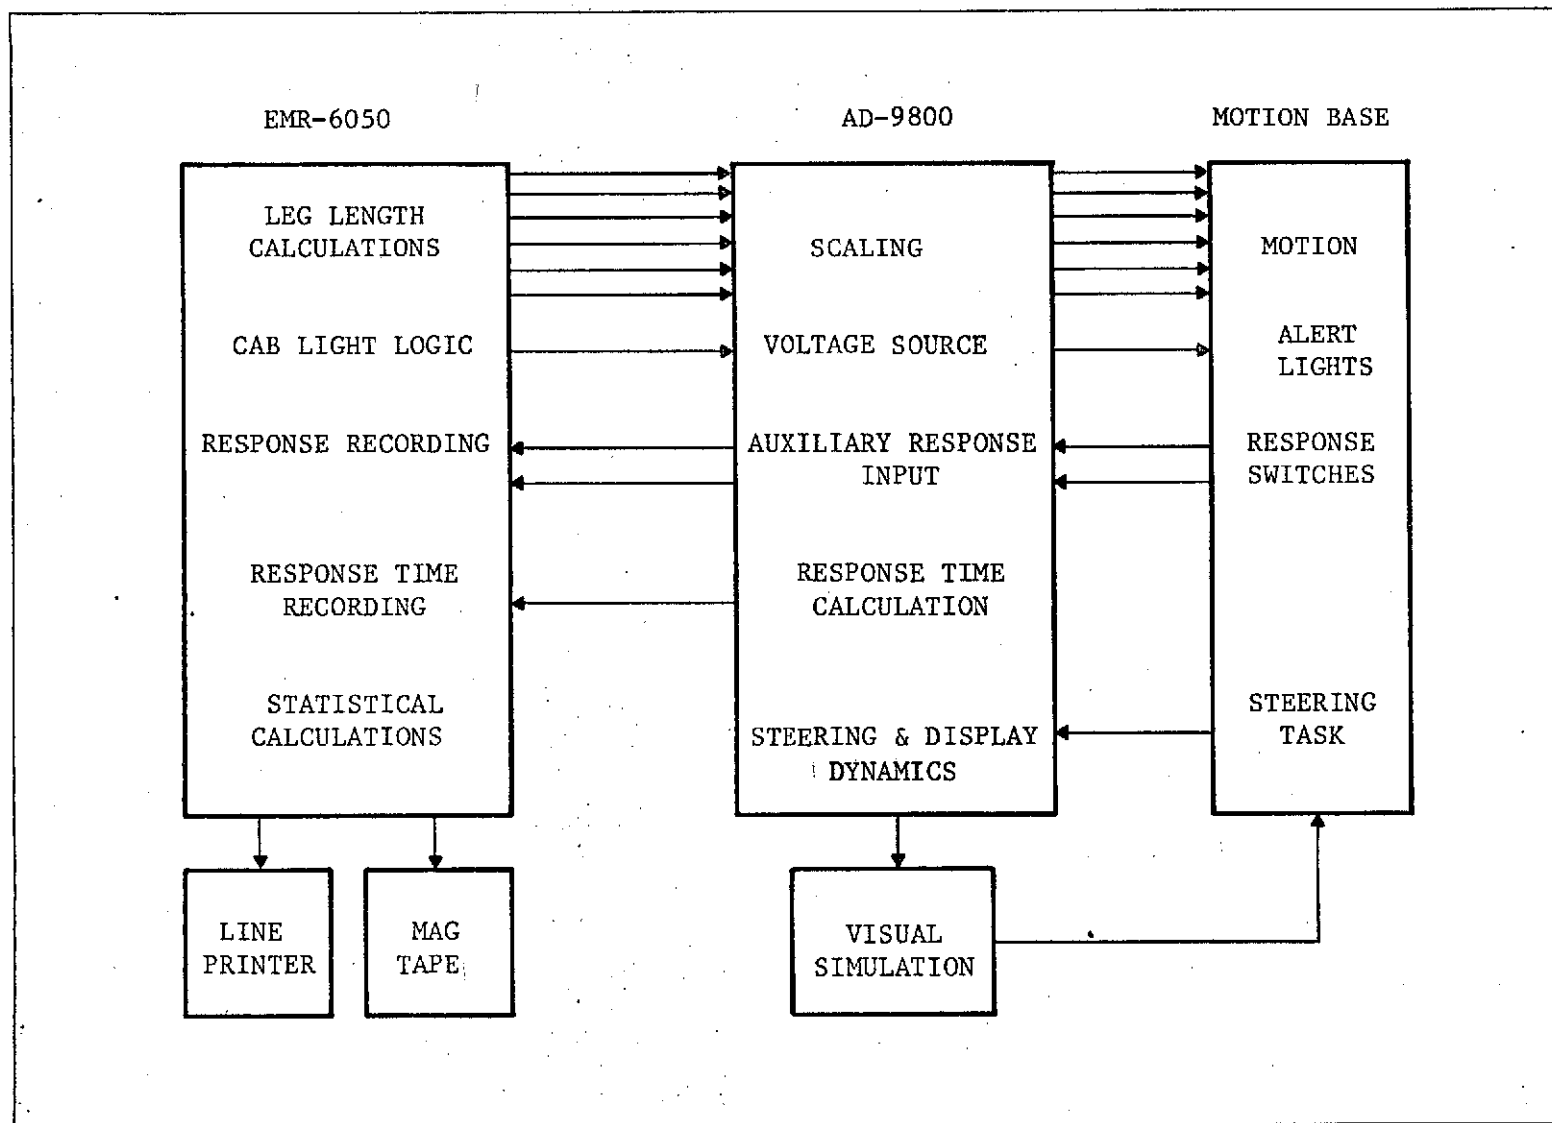 EMR-6050
AD-9800
MOTION BASE
LEG LENGTH
CALCULATIONS
CAB LIGHT LOGIC
RESPONSE RECORDING
RESPONSE TIME
RECORDING
STATISTICAL
CALCULATIONS
SCALING
VOLTAGE SOURCE
AUXILIARY RESPONSE
INPUT
RESPONSE TIME
CALCULATION
STEERING & DISPLAY
DYNAMICS
MOTION
ALERT
LIGHTS
RESPONSE
SWITCHES
STEERING
TASK
LINE
PRINTER
MAG
TAPE
VISUAL
SIMULATION